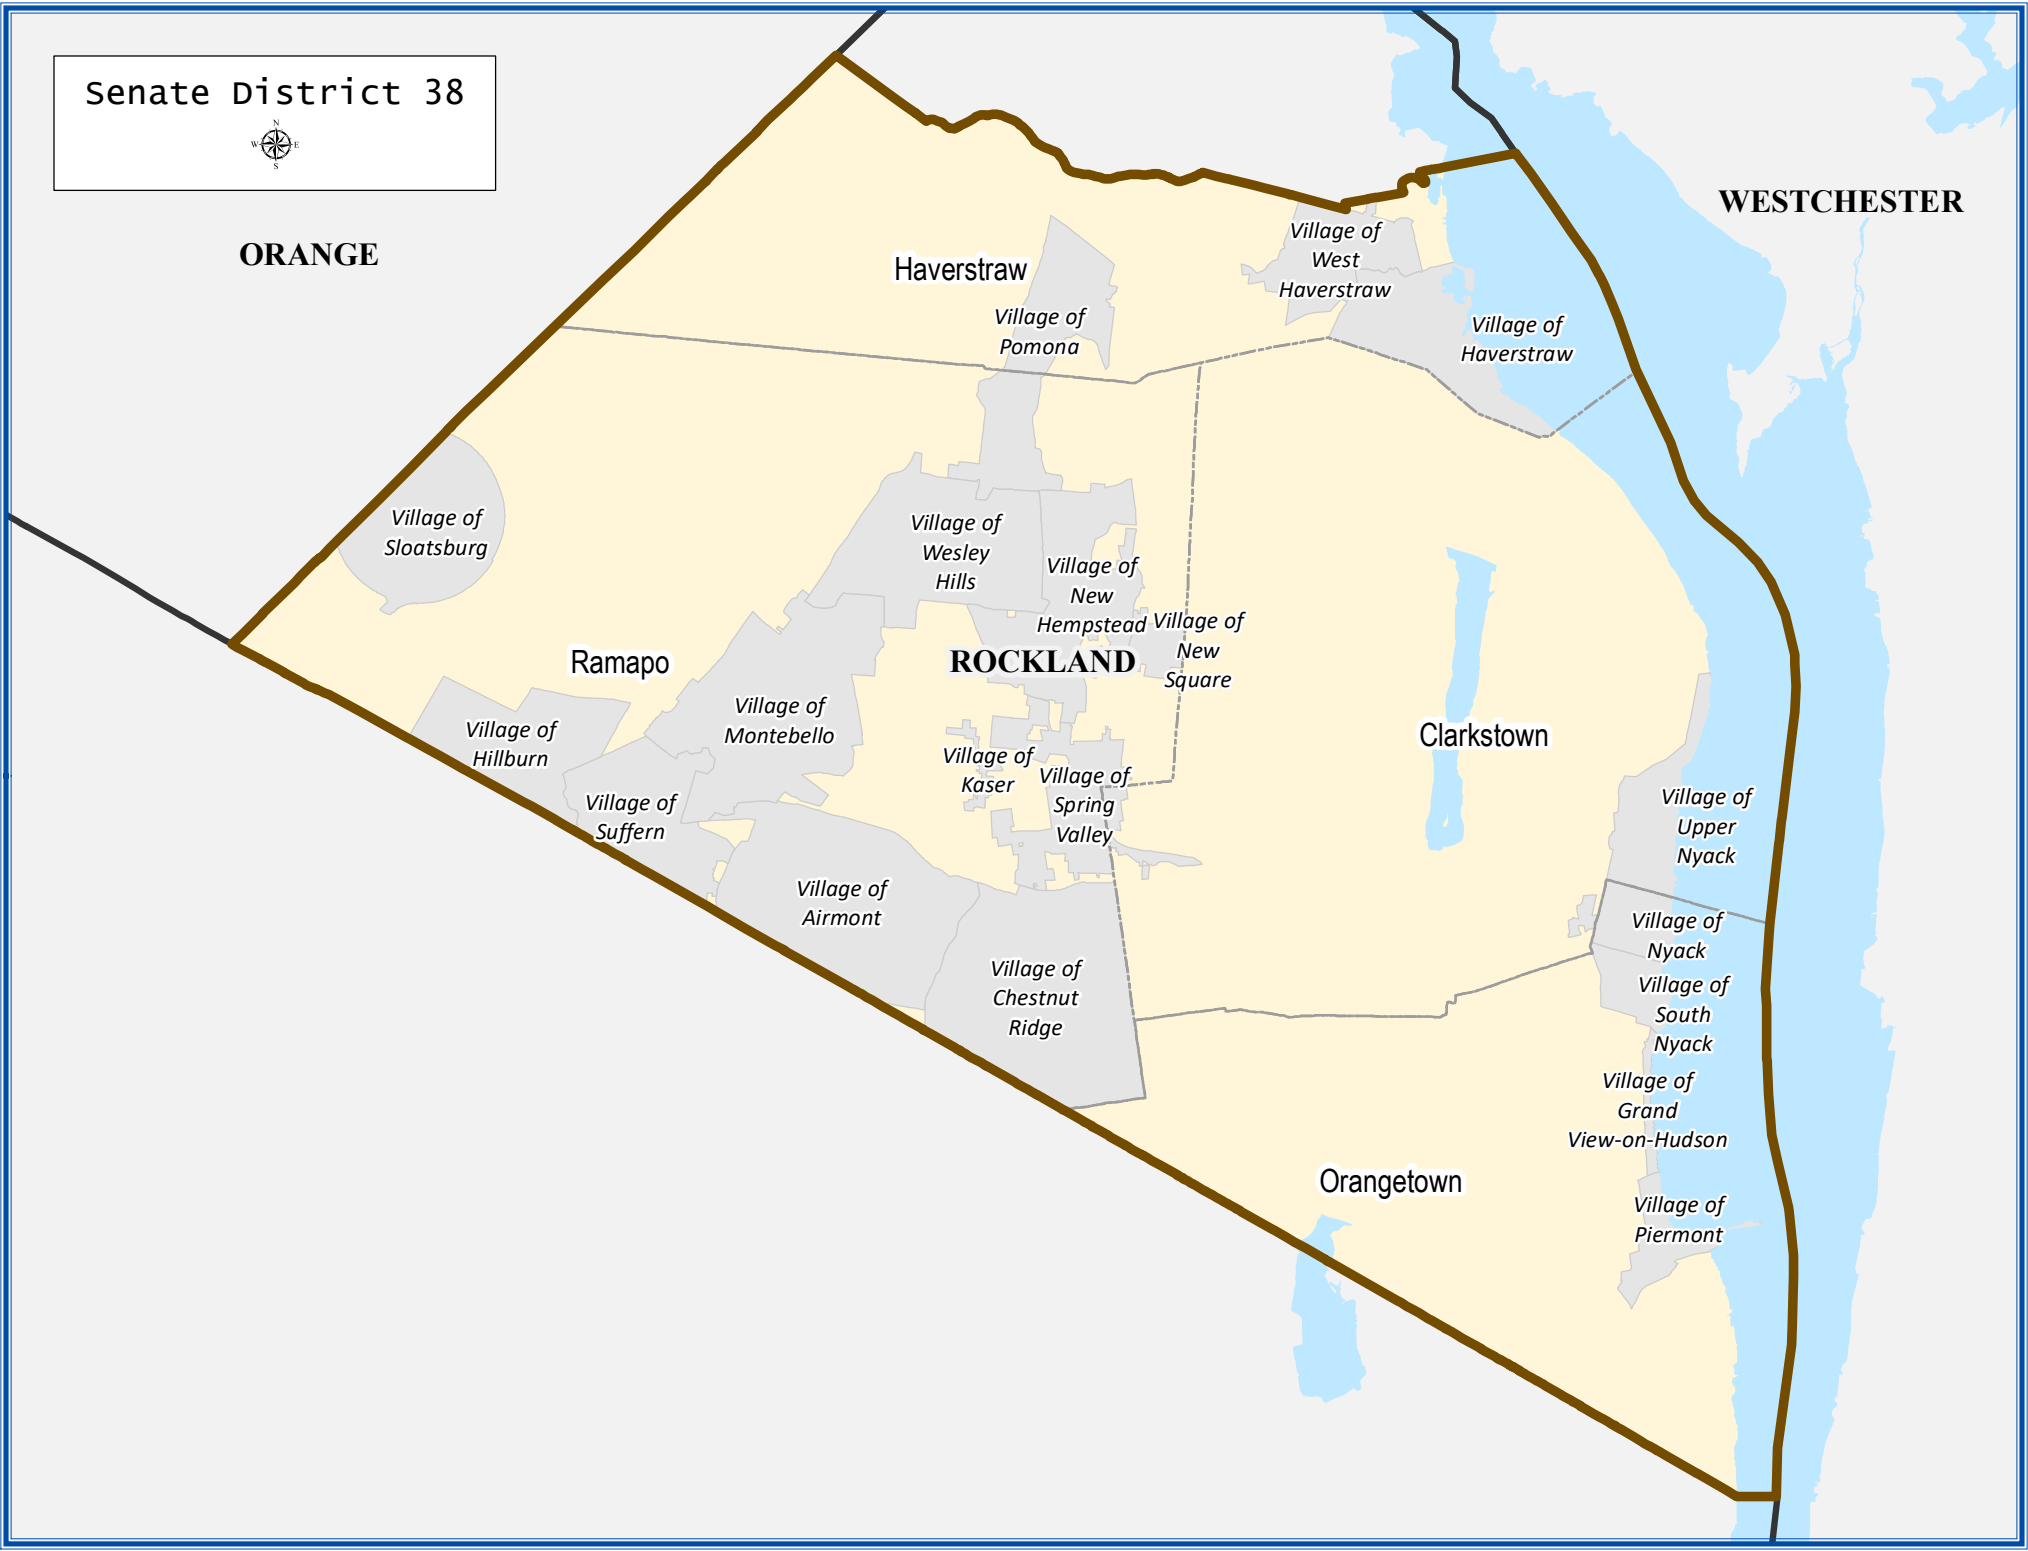 Senate District 38
N
W E
S
ORANGE
WESTCHESTER
Haverstraw
Village of
West
Haverstraw
Village of
Pomona
Village of
Haverstraw
Village of
Sloatsburg
Village of
Wesley
Hills
Village of
New
Hempstead
Village of
New
Square
Ramapo
ROCKLAND
Village of
Hillburn
Village of
Montebello
Clarkstown
Village of
Kaser
Village of
Spring
Valley
Village of
Suffern
Village of
Upper
Nyack
Village of
Airmont
Village of
Nyack
Village of
Chestnut
Ridge
Village of
South
Nyack
Village of
Grand
View-on-Hudson
Orangetown
Village of
Piermont